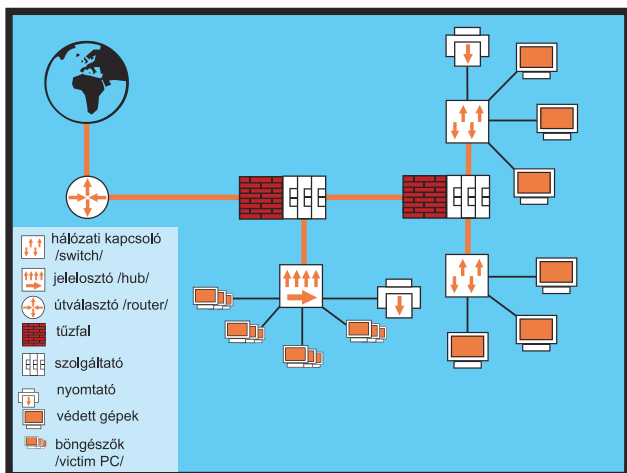 hálózati kapcsoló
/switch/
jelelosztó /hub/
útválasztó /router/
tűzfal
szolgáltató
nyomtató
védett gépek
böngészők
/victim PC/